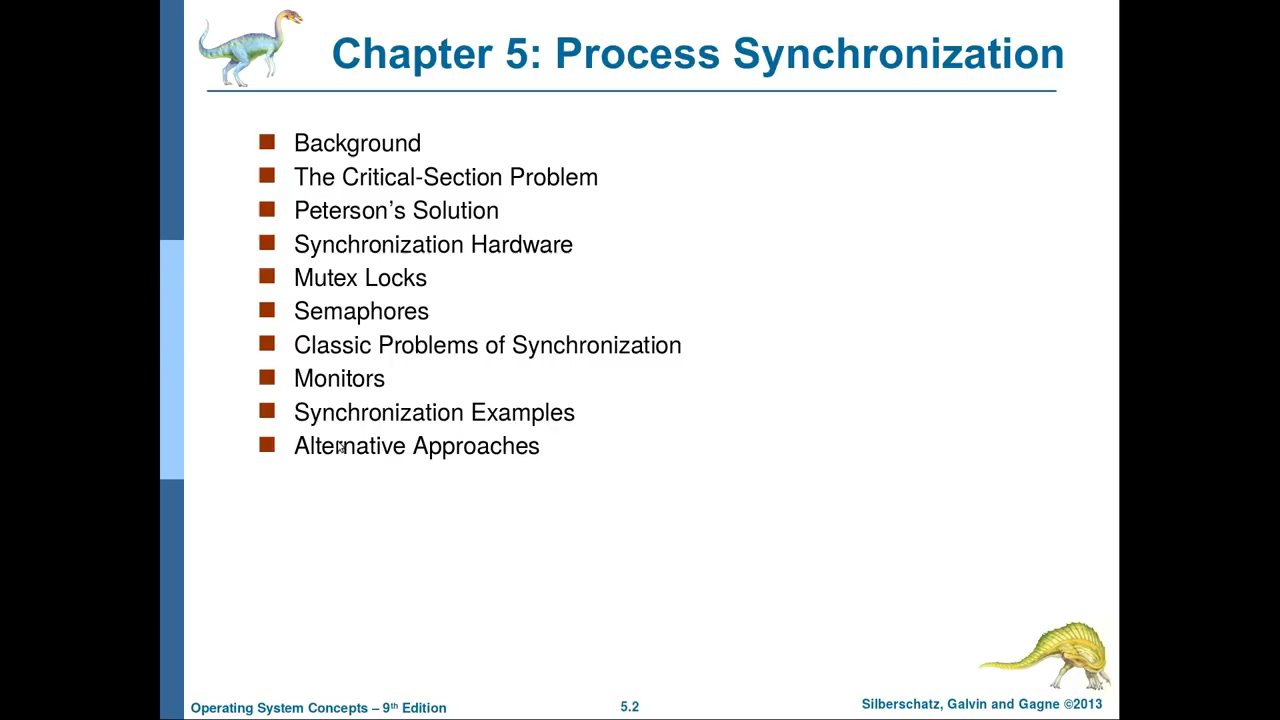 Chapter 5: Process Synchronization
Background
The Critical-Section Problem
Peterson’s Solution
Synchronization Hardware
Mutex Locks
Semaphores
Classic Problems of Synchronization
Monitors
Synchronization Examples
Alternative Approaches
Operating System Concepts – 9th Edition
5.2
Silberschatz, Galvin and Gagne ©2013